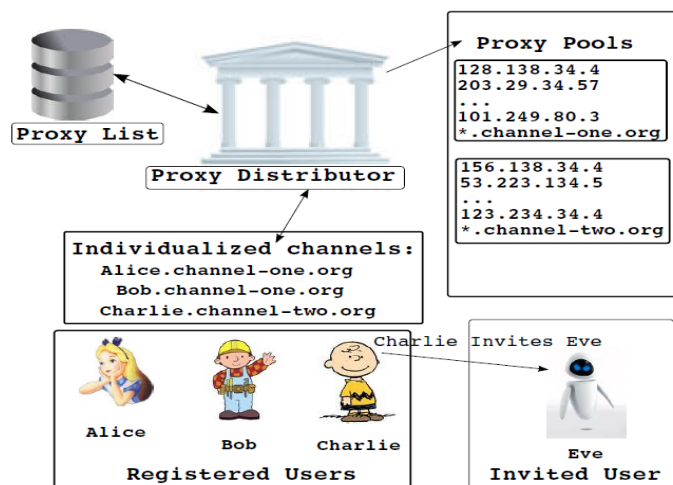 Proxy List
Proxy Distributor
Proxy Pools
128.138.34.4
203.29.34.57
...
101.249.80.3
*.channel-one.org
156.138.34.4
53.223.134.5
...
123.234.34.4
*.channel-two.org
Individualized channels:
Alice.channel-one.org
Bob.channel-one.org
Charlie.channel-two.org
Charlie Invites Eve
Alice
Bob
Charlie
Registered Users
Eve
Invited User